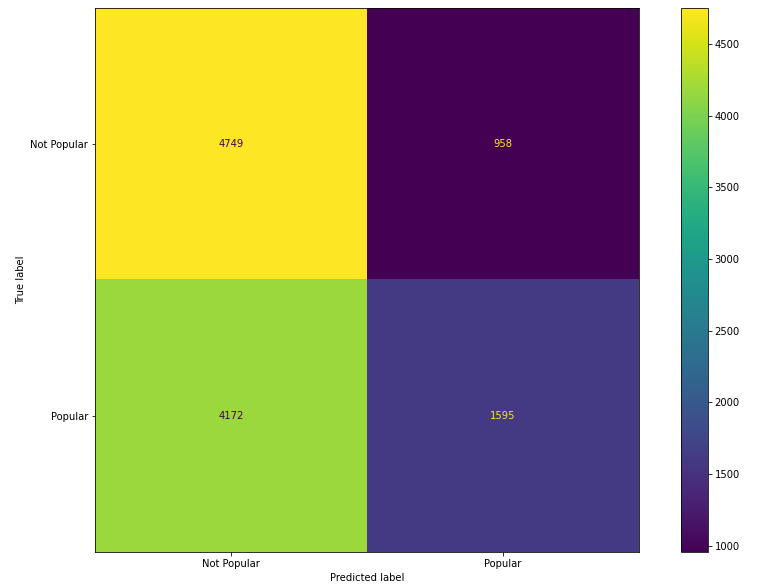 Not Popular
Popular
True label
4749
958
4172
1595
Not Popular
Popular
Predicted label
4500
4000
3500
3000
2500
2000
1500
1000